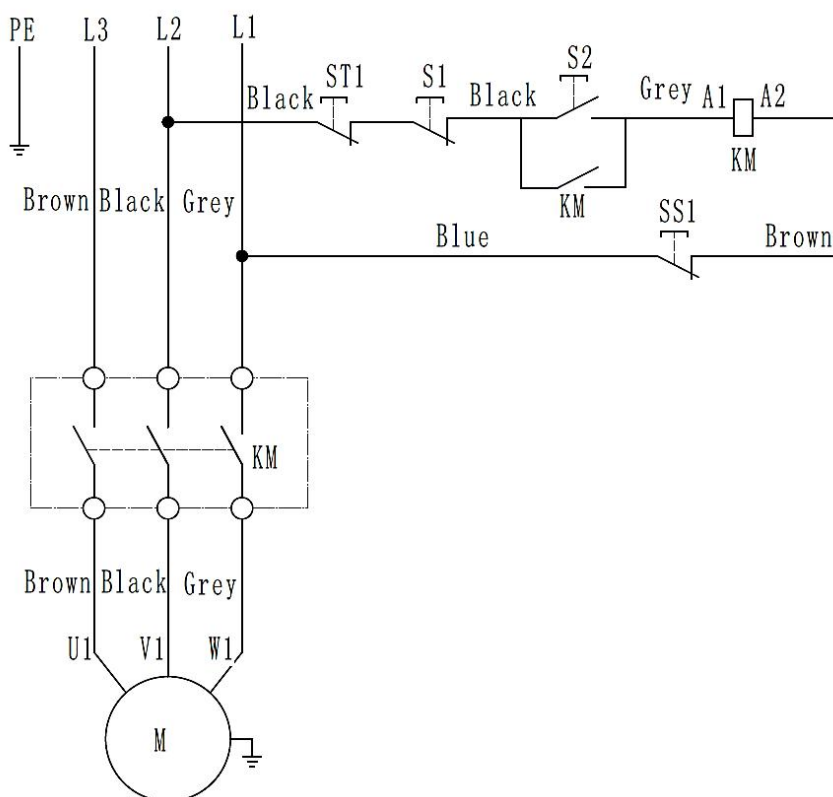 PE L3 L2 L1
ST1 S1 S2
Black Black Grey A1 A2
KM
KM
Brown Black Grey
SS1
Blue Brown
KM
Brown Black Grey
U1 V1 W1
M